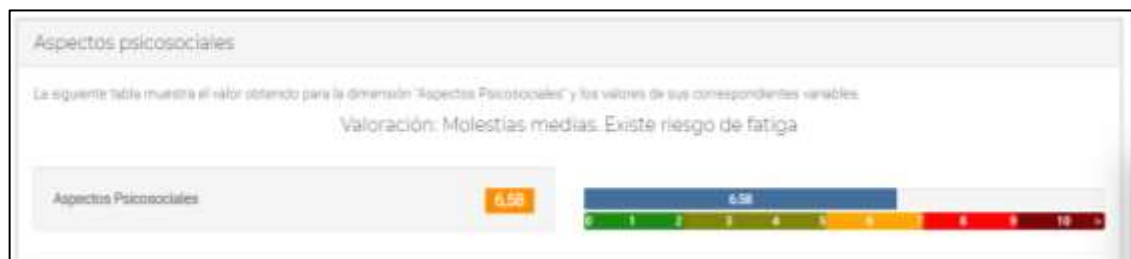 Aspectos psicosociales
La siguiente tabla muestra el valor obtenido para la dimensión "Aspectos Psicosociales" y los valores de sus correspondientes variables.
Valoración: Molestias medias. Existe riesgo de fatiga
Aspectos Psicosociales 6,58 6.58
0 1 2 3 4 5 6 7 8 9 10 >